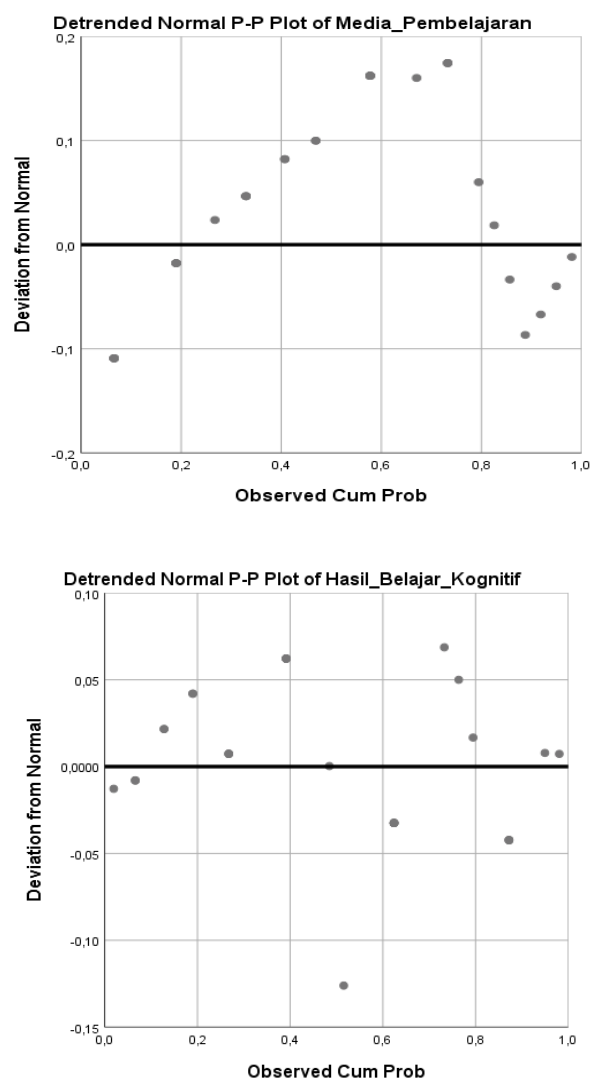 Detrended Normal P-P Plot of Media_Pembelajaran
0,2
0,1
0,0
-0,1
-0,2
Deviation from Normal
0,0 0,2 0,4 0,6 0,8 1,0
Observed Cum Prob
Detrended Normal P-P Plot of Hasil_Belajar_Kognitif
0,10
0,05
0,0000
-0,05
-0,10
-0,15
Deviation from Normal
0,0 0,2 0,4 0,6 0,8 1,0
Observed Cum Prob